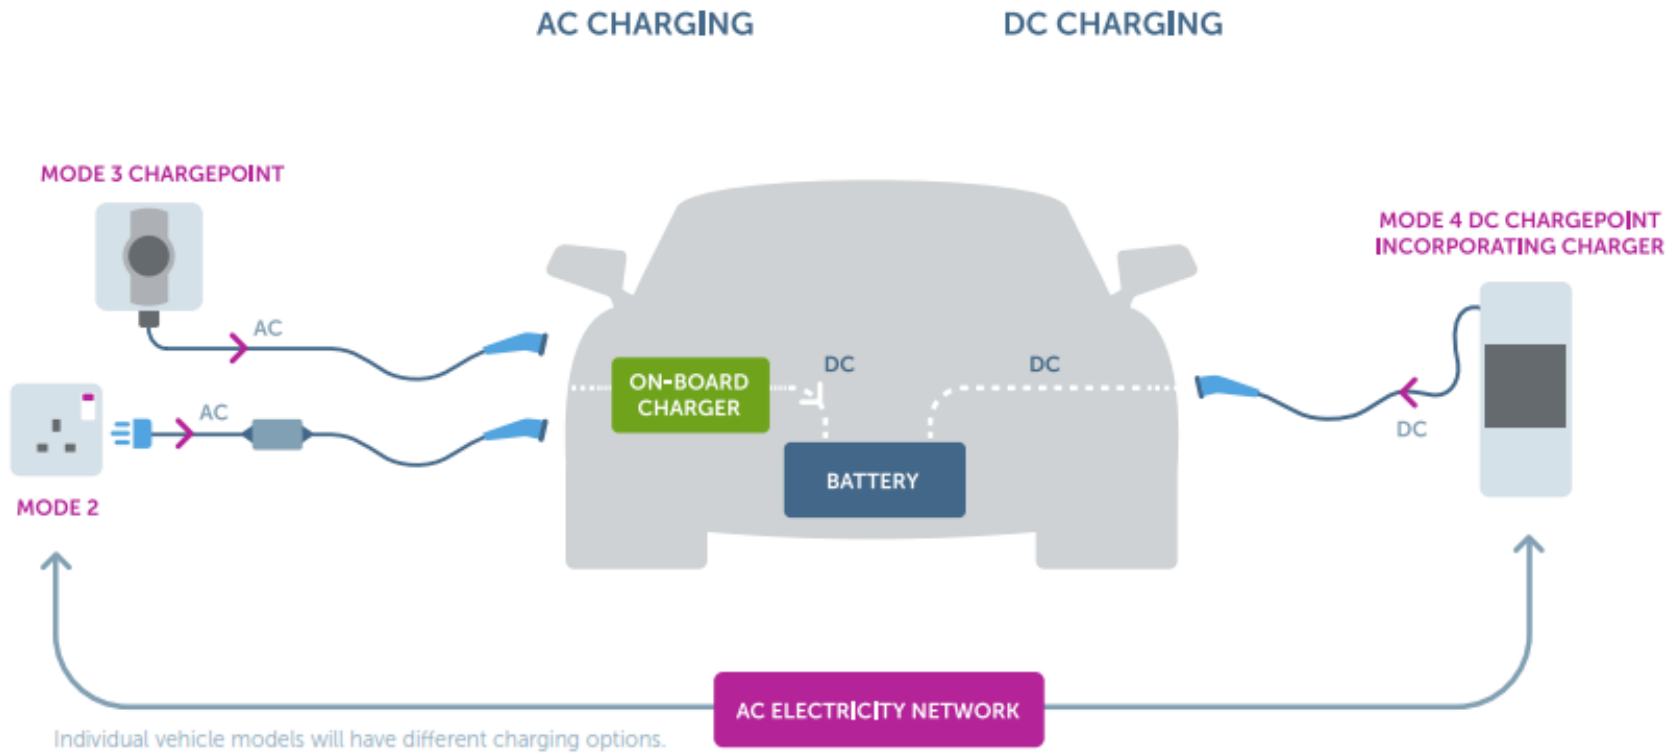 AC CHARGING
DC CHARGING
MODE 3 CHARGEPOINT
MODE 4 DC CHARGEPOINT
INCORPORATING CHARGER
AC
ON-BOARD
CHARGER
DC
DC
AC
DC
BATTERY
MODE 2
AC ELECTRICITY NETWORK
Individual vehicle models will have different charging options.